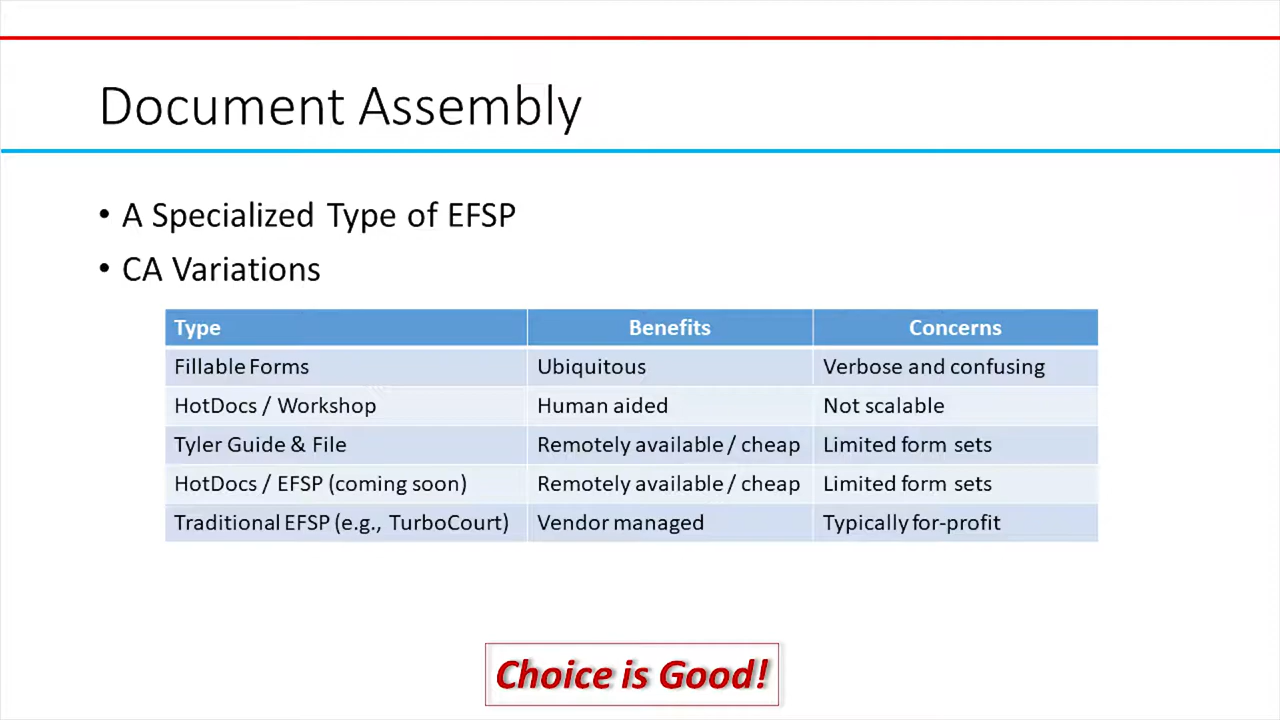 Document Assembly
• A Specialized Type of EFSP
• CA Variations
Type Benefits Concerns
Fillable Forms Ubiquitous Verbose and confusing
HotDocs / Workshop Human aided Not scalable
Tyler Guide & File Remotely available / cheap Limited form sets
HotDocs / EFSP (coming soon) Remotely available / cheap Limited form sets
Traditional EFSP (e.g., TurboCourt) Vendor managed Typically for-profit
Choice is Good!